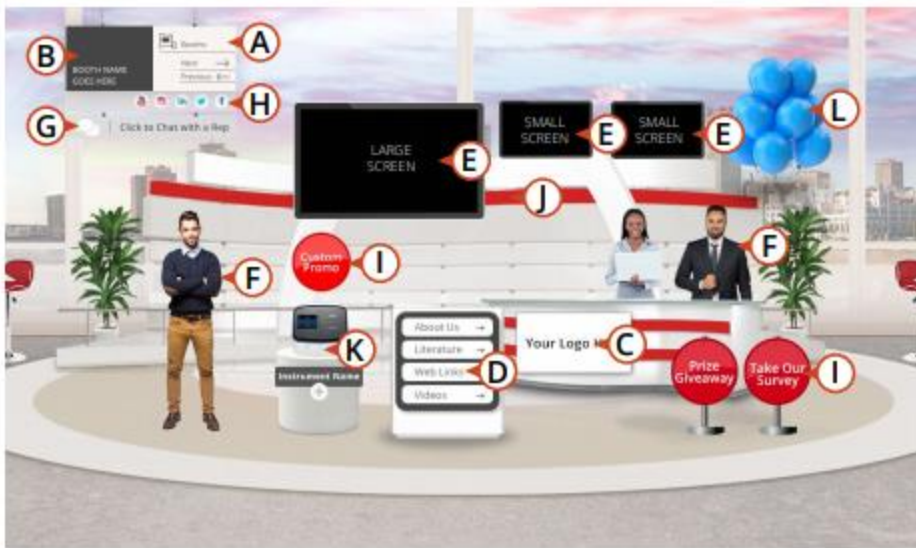 A
B
BOOTH NAME
GOES HERE
Booths
Next →
Previous ←
H
G
Click to Chat with a Rep
LARGE
SCREEN
E
SMALL
SCREEN
E
SMALL
SCREEN
E
L
J
F
Custom
Promo
I
F
K
Instrument Name
About Us →
Literature →
Web Links
D
Videos →
Your Logo H
C
Prize
Giveaway
Take Our
Survey
I